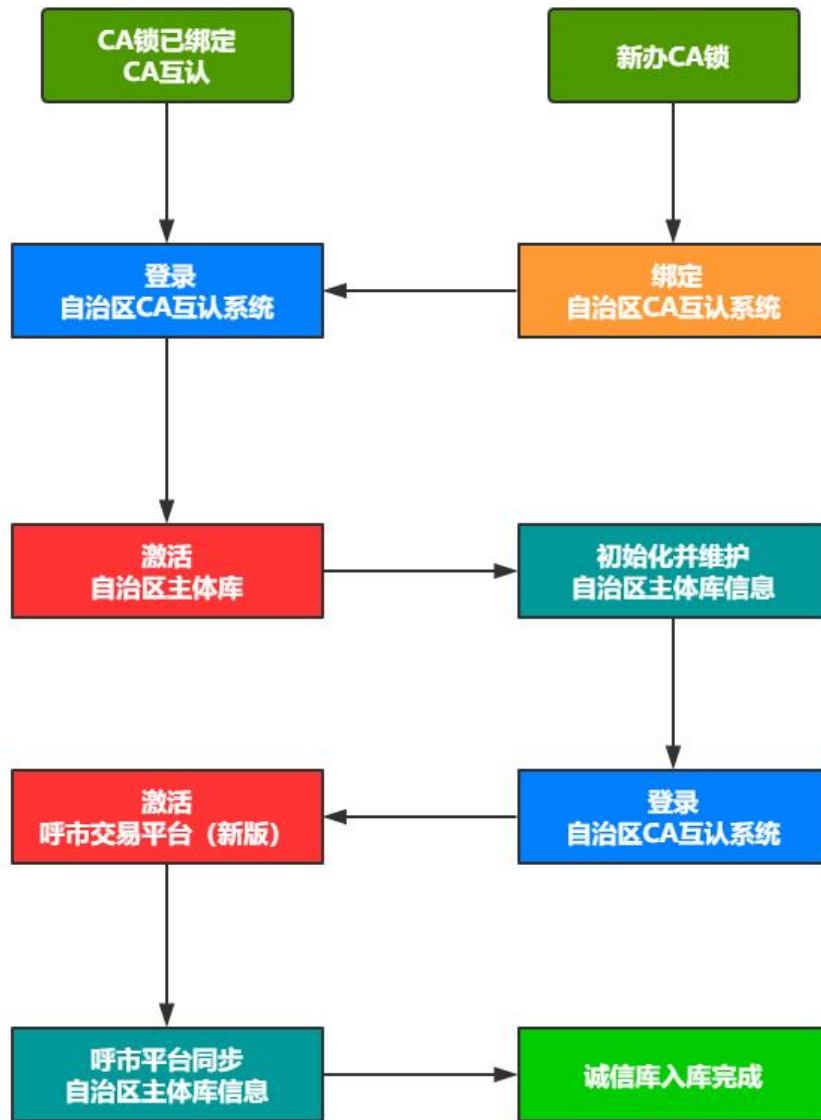 CA锁已绑定
CA互认
新办CA锁
登录
自治区CA互认系统
绑定
自治区CA互认系统
激活
自治区主体库
初始化并维护
自治区主体库信息
激活
呼市交易平台（新版）
登录
自治区CA互认系统
呼市平台同步
自治区主体库信息
诚信库入库完成